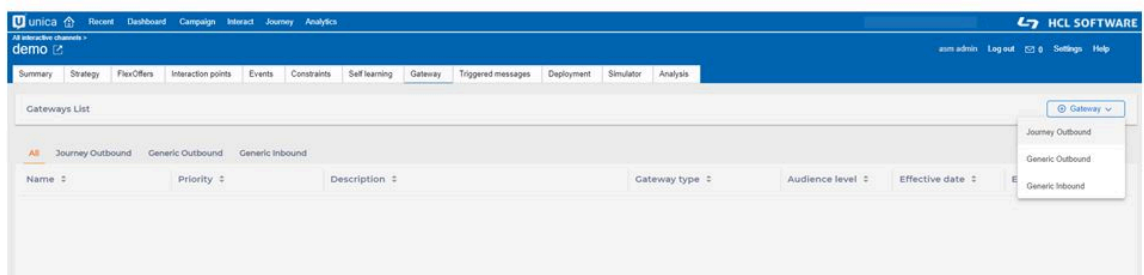 unica Recent Dashboard Campaign Interact Journey Analytics HCL SOFTWARE
All interactive channels >
demo asm admin Log out 0 Settings Help
Summary Strategy FlexOffers Interaction points Events Constraints Self learning Gateway Triggered messages Deployment Simulator Analysis
Gateways List Gateway
Journey Outbound
All Journey Outbound Generic Outbound Generic Inbound
Generic Outbound
Name Priority Description Gateway type Audience level Effective date E
Generic Inbound